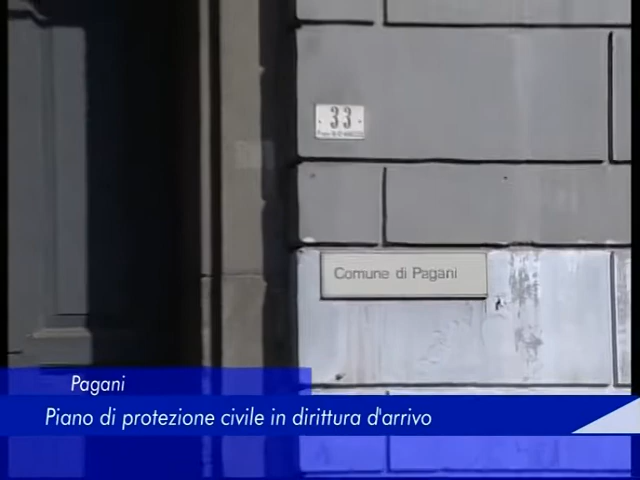 33
Comune di Pagani
Pagani
Piano di protezione civile in dirittura d'arrivo